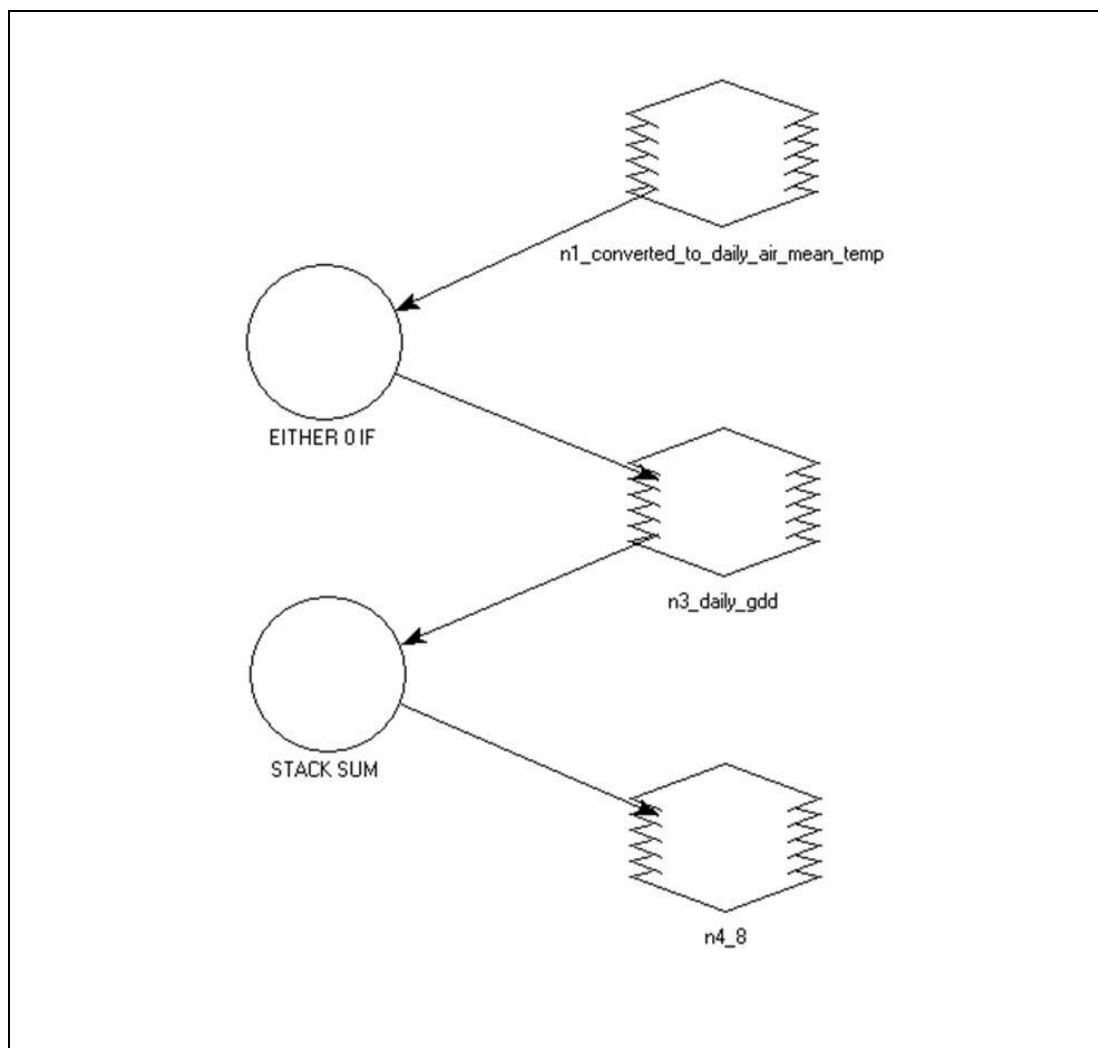 n1_converted_to_daily_air_mean_temp
EITHER 0 IF
n3_daily_gdd
STACK SUM
n4_8